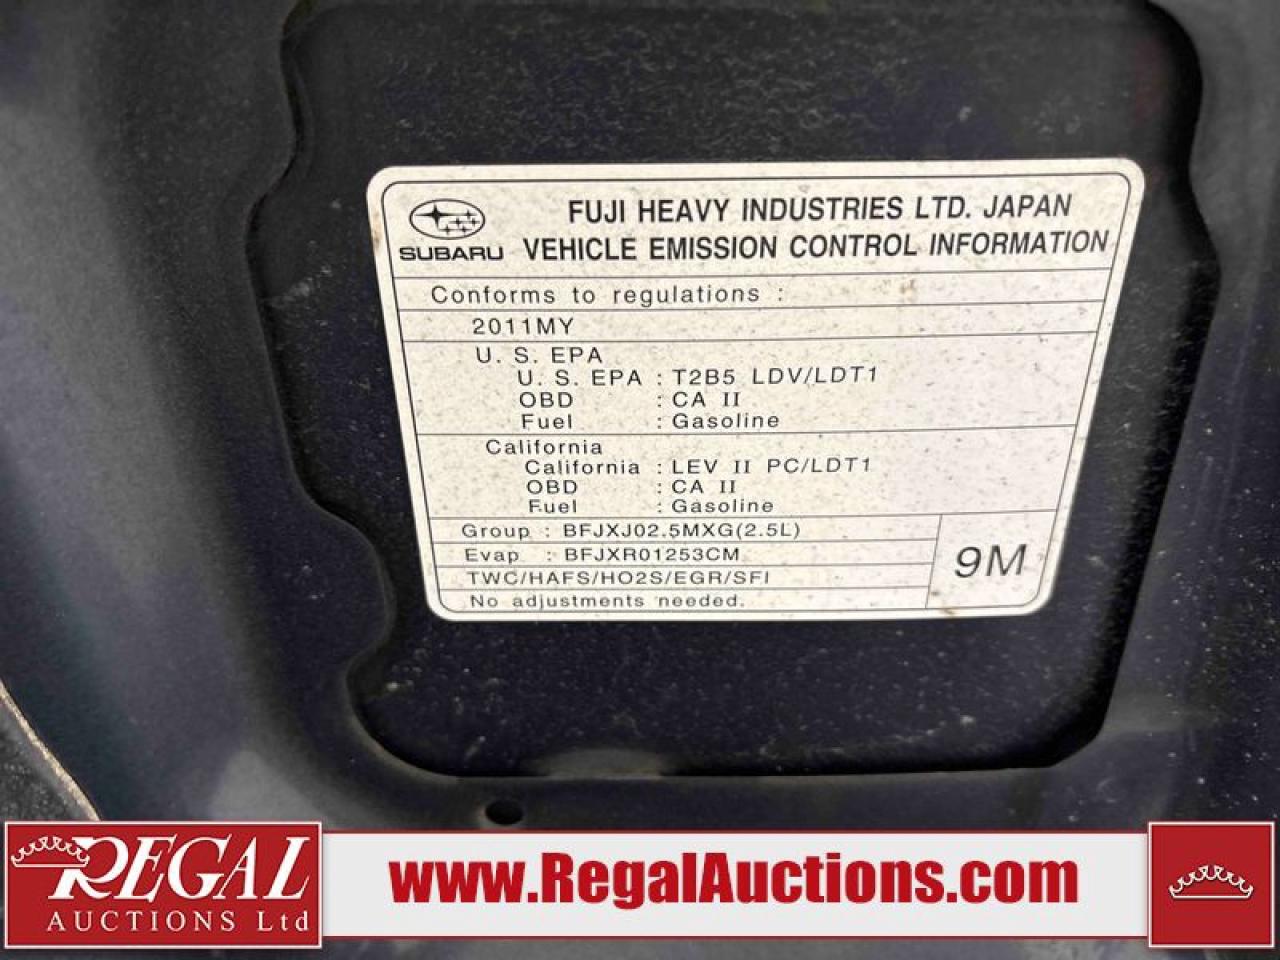 SUBARU
FUJI HEAVY INDUSTRIES LTD. JAPAN
VEHICLE EMISSION CONTROL INFORMATION
Conforms to regulations :
2011MY
U. S. EPA
U. S. EPA : T2B5 LDV/LDT1
OBD : CA II
Fuel : Gasoline
California
California : LEV II PC/LDT1
OBD : CA II
Fuel : Gasoline
Group : BFJXJ02.5MXG(2.5L)
Evap : BFJXR01253CM
TWC/HAFS/HO2S/EGR/SFI
No adjustments needed.
9M
REGAL
AUCTIONS Ltd
www.RegalAuctions.com